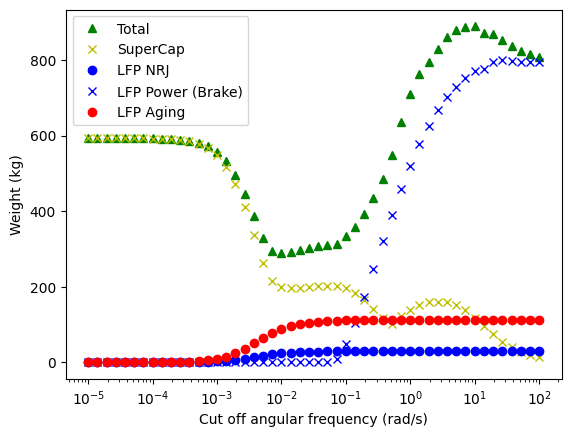 Total
SuperCap
LFP NRJ
LFP Power (Brake)
LFP Aging
Weight (kg)
800
600
400
200
0
10⁻⁵ 10⁻⁴ 10⁻³ 10⁻² 10⁻¹ 10⁰ 10¹ 10²
Cut off angular frequency (rad/s)